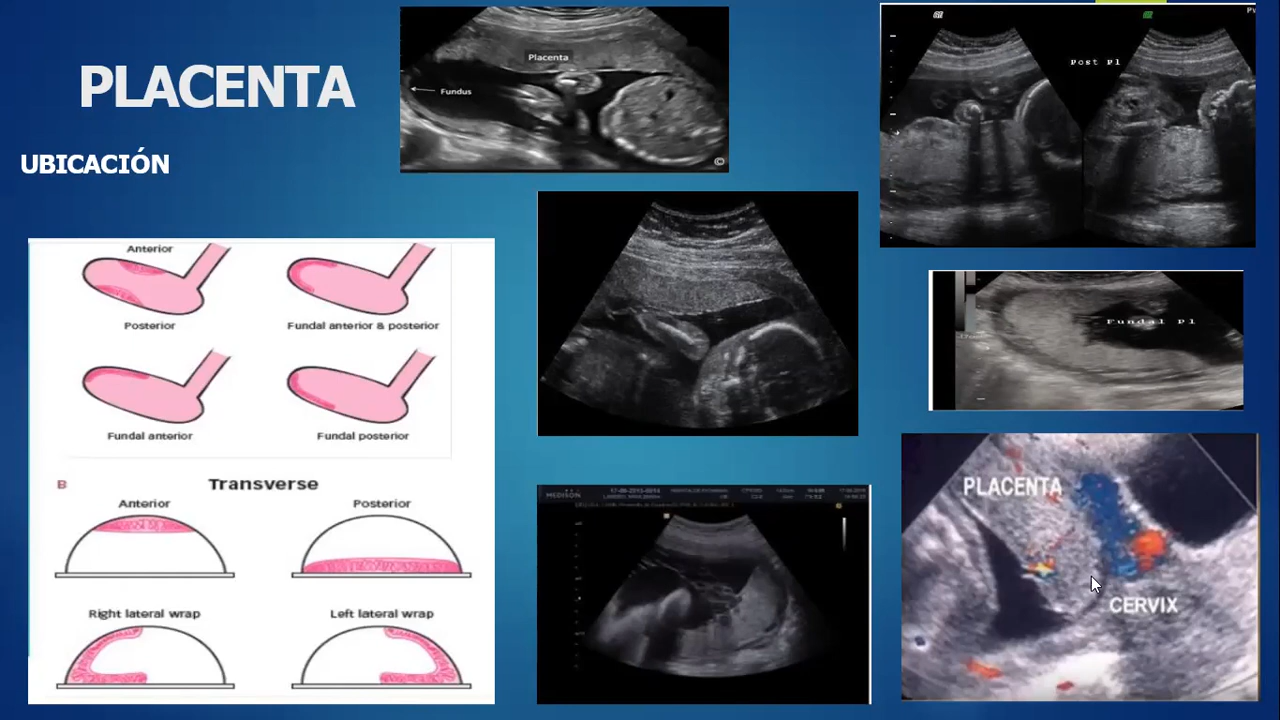 PLACENTA
UBICACIÓN
Anterior
Posterior
Fundal anterior & posterior
Fundal anterior
Fundal posterior
B
Transverse
Anterior
Posterior
Right lateral wrap
Left lateral wrap
Placenta
Fundus
©
Post Pl
Fundal Pl
MEDISON
PLACENTA
CERVIX